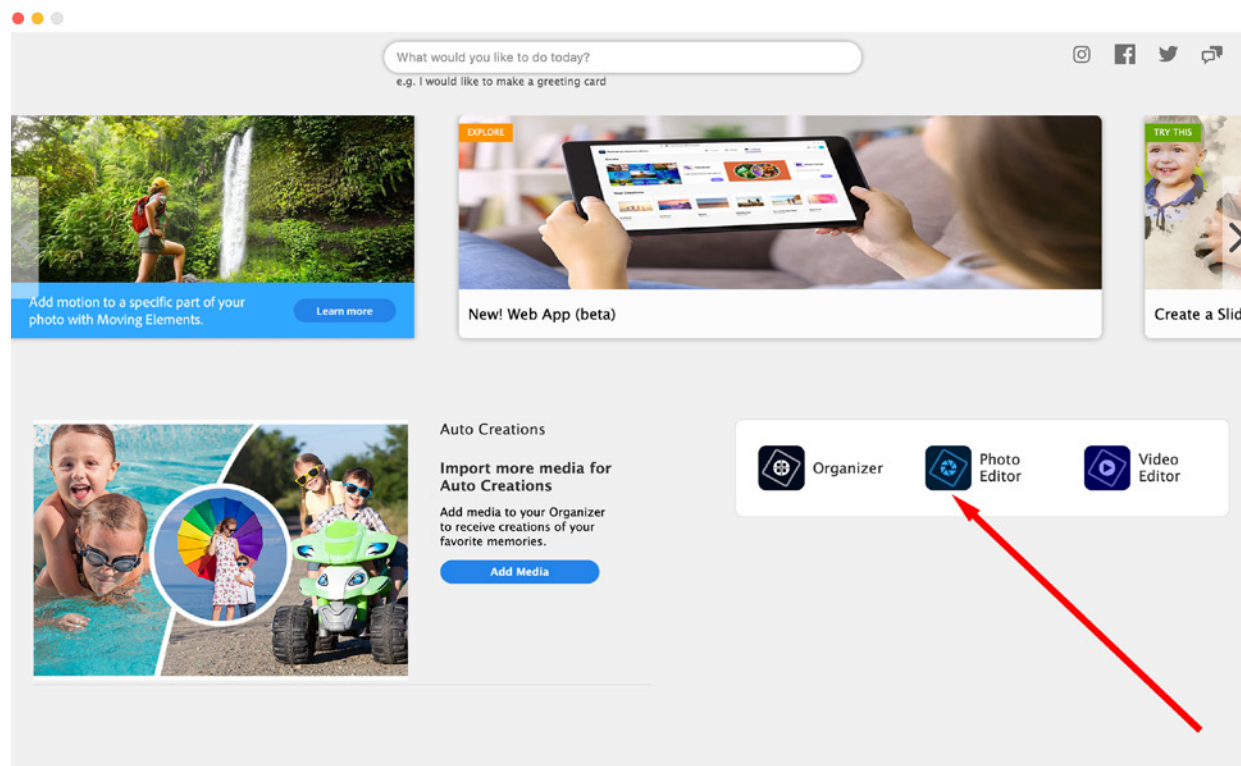 What would you like to do today?
e.g. I would like to make a greeting card
EXPLORE
TRY THIS
Add motion to a specific part of your
photo with Moving Elements.
Learn more
New! Web App (beta)
Create a Slid
Auto Creations
Import more media for
Auto Creations
Add media to your Organizer
to receive creations of your
favorite memories.
Add Media
Organizer
Photo
Editor
Video
Editor